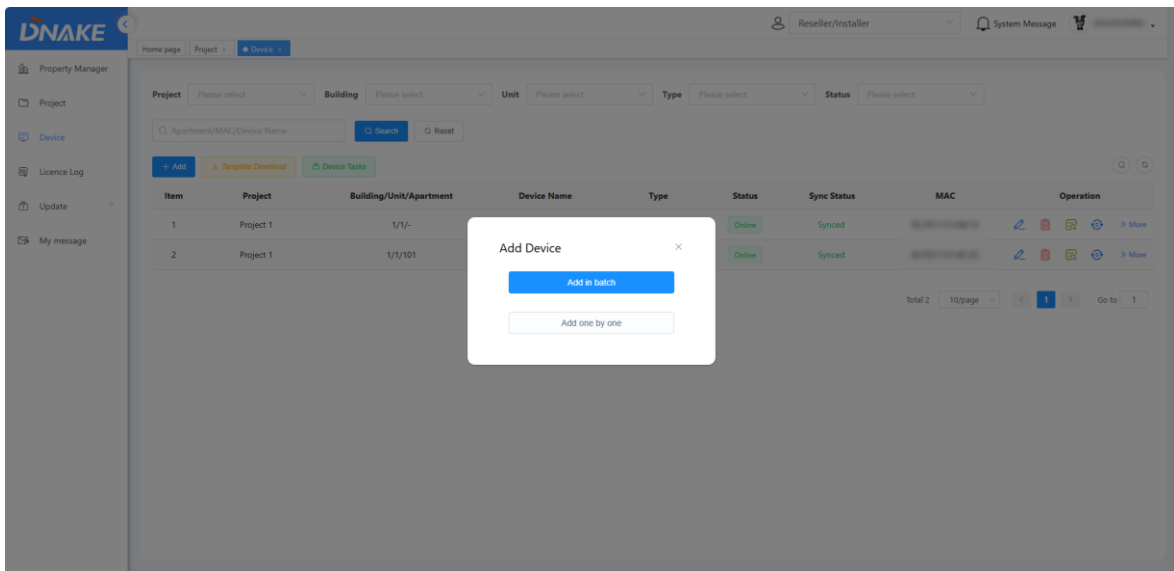 DNAKE
Reseller/Installer
System Message
Home page
Project ×
Device ×
Property Manager
Project
Device
Licence Log
Update
My message
Project Please select
Building Please select
Unit Please select
Type Please select
Status Please select
Apartment/MAC/Device Name
Search
Reset
+ Add
Template Download
Device Tasks
Item Project Building/Unit/Apartment Device Name Type Status Sync Status MAC Operation
1 Project 1 1/1/- Online Synced » More
2 Project 1 1/1/101 Online Synced » More
Add Device ×
Add in batch
Add one by one
Total 2 10/page < 1 > Go to 1